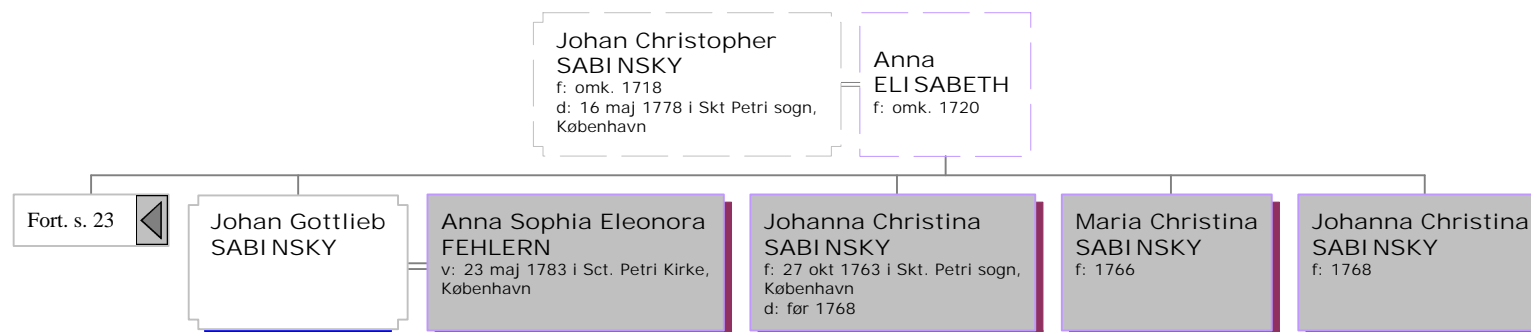 Johan Christopher
SABINSKY
f: omk. 1718
d: 16 maj 1778 i Skt Petri sogn,
København
Anna
ELISABETH
f: omk. 1720
Fort. s. 23
Johan Gottlieb
SABINSKY
Anna Sophia Eleonora
FEHLERN
v: 23 maj 1783 i Sct. Petri Kirke,
København
Johanna Christina
SABINSKY
f: 27 okt 1763 i Skt. Petri sogn,
København
d: før 1768
Maria Christina
SABINSKY
f: 1766
Johanna Christina
SABINSKY
f: 1768